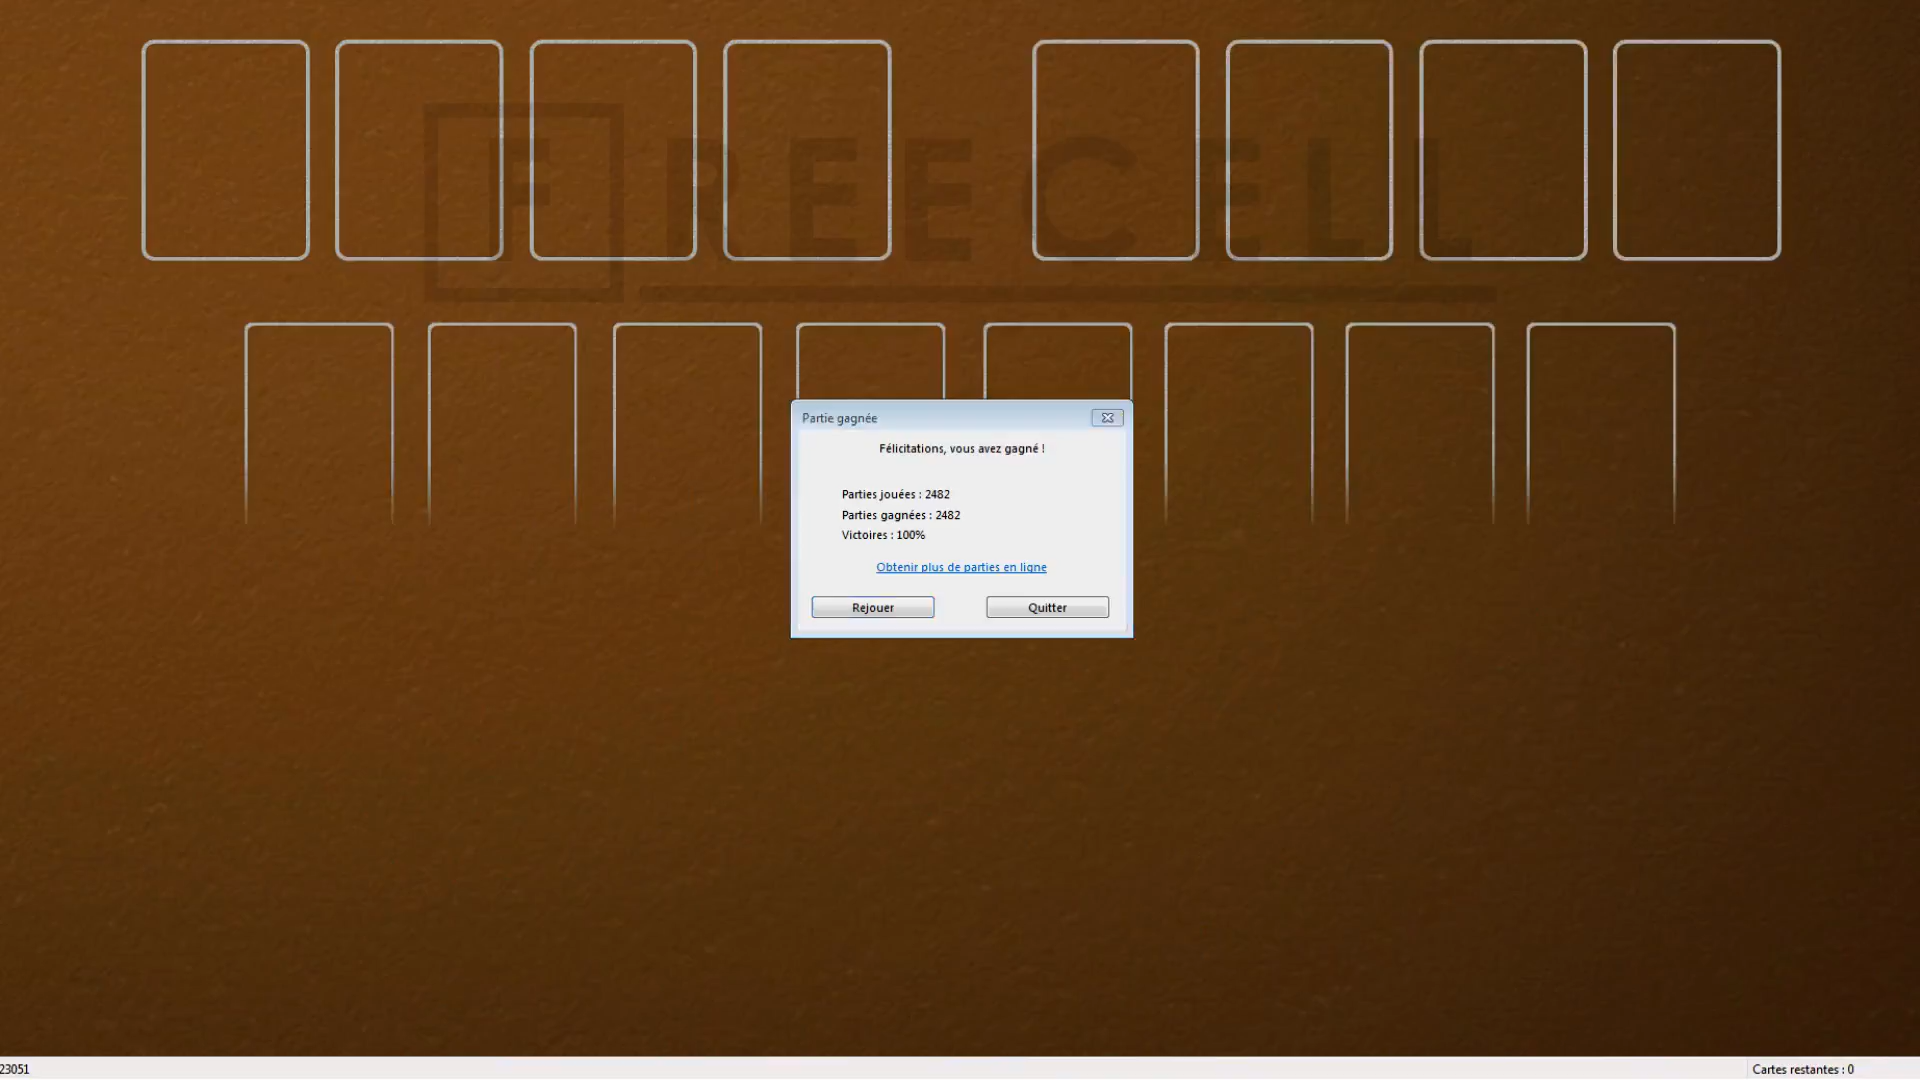 FREECELL
Partie gagnée
Félicitations, vous avez gagné !
Parties jouées : 2482
Parties gagnées : 2482
Victoires : 100%
Obtenir plus de parties en ligne
Rejouer
Quitter
23051
Cartes restantes : 0